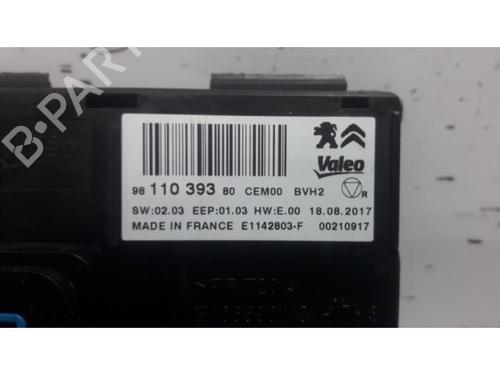 B-PARTS
Valeo
98 110 393 80 CEM00 BVH2
R
SW:02.03 EEP:01.03 HW:E.00 18.08.2017
MADE IN FRANCE E1142803-F 00210917